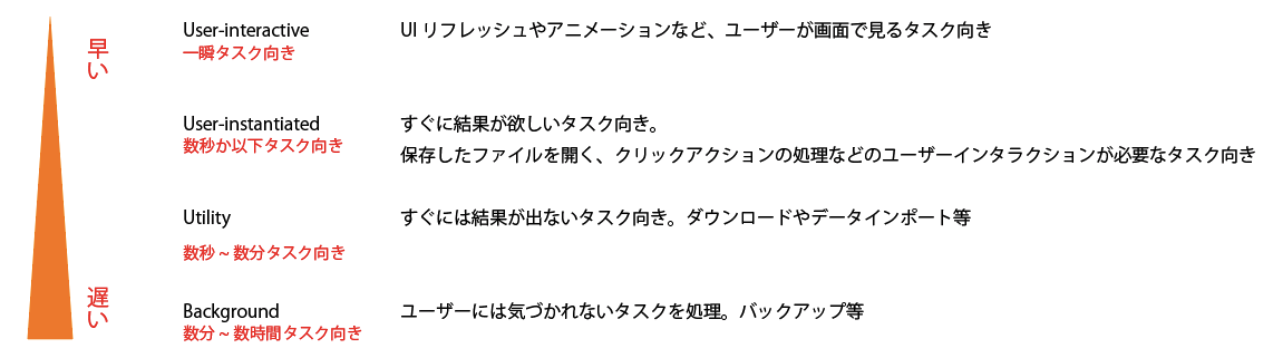 早い
User-interactive
一瞬タスク向き
UI リフレッシュやアニメーションなど、ユーザーが画面で見るタスク向き
User-instantiated
数秒か以下タスク向き
すぐに結果が欲しいタスク向き。
保存したファイルを開く、クリックアクションの処理などのユーザーインタラクションが必要なタスク向き
Utility
数秒 ~ 数分タスク向き
すぐには結果が出ないタスク向き。ダウンロードやデータインポート等
遅い
Background
数分 ~ 数時間タスク向き
ユーザーには気づかれないタスクを処理。バックアップ等